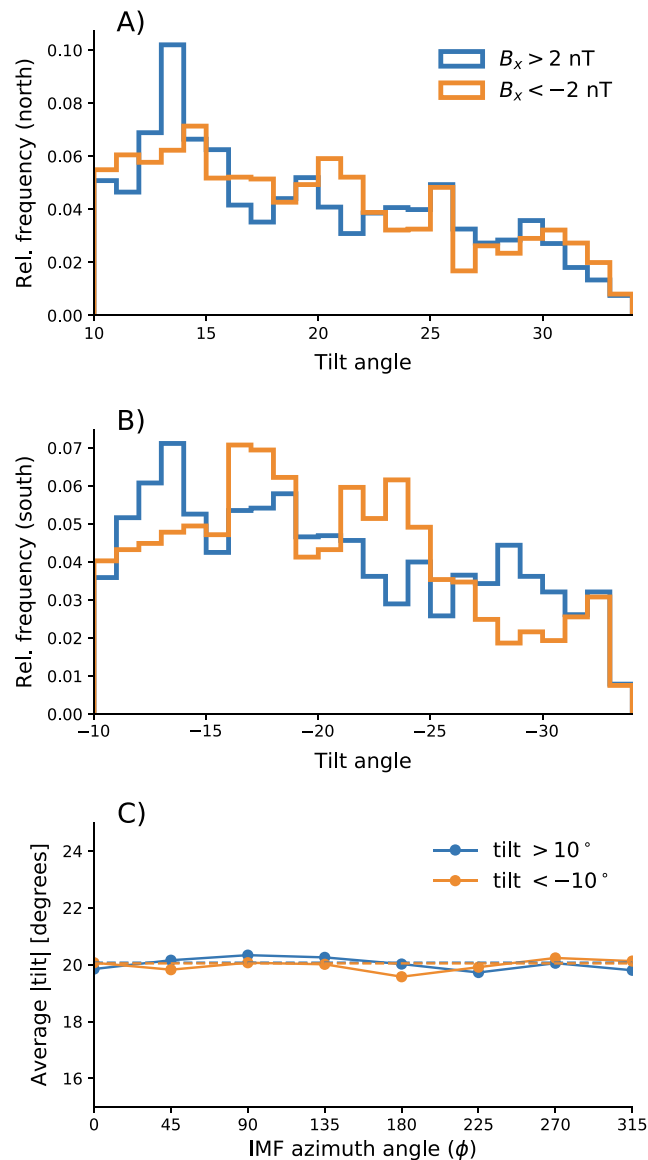 A)
B_x > 2 nT
B_x < −2 nT
Rel. frequency (north)
0.10
0.08
0.06
0.04
0.02
0.00
10 15 20 25 30
Tilt angle
B)
Rel. frequency (south)
0.07
0.06
0.05
0.04
0.03
0.02
0.01
0.00
−10 −15 −20 −25 −30
Tilt angle
C)
tilt > 10°
tilt < −10°
Average |tilt| [degrees]
24
22
20
18
16
0 45 90 135 180 225 270 315
IMF azimuth angle (ϕ)